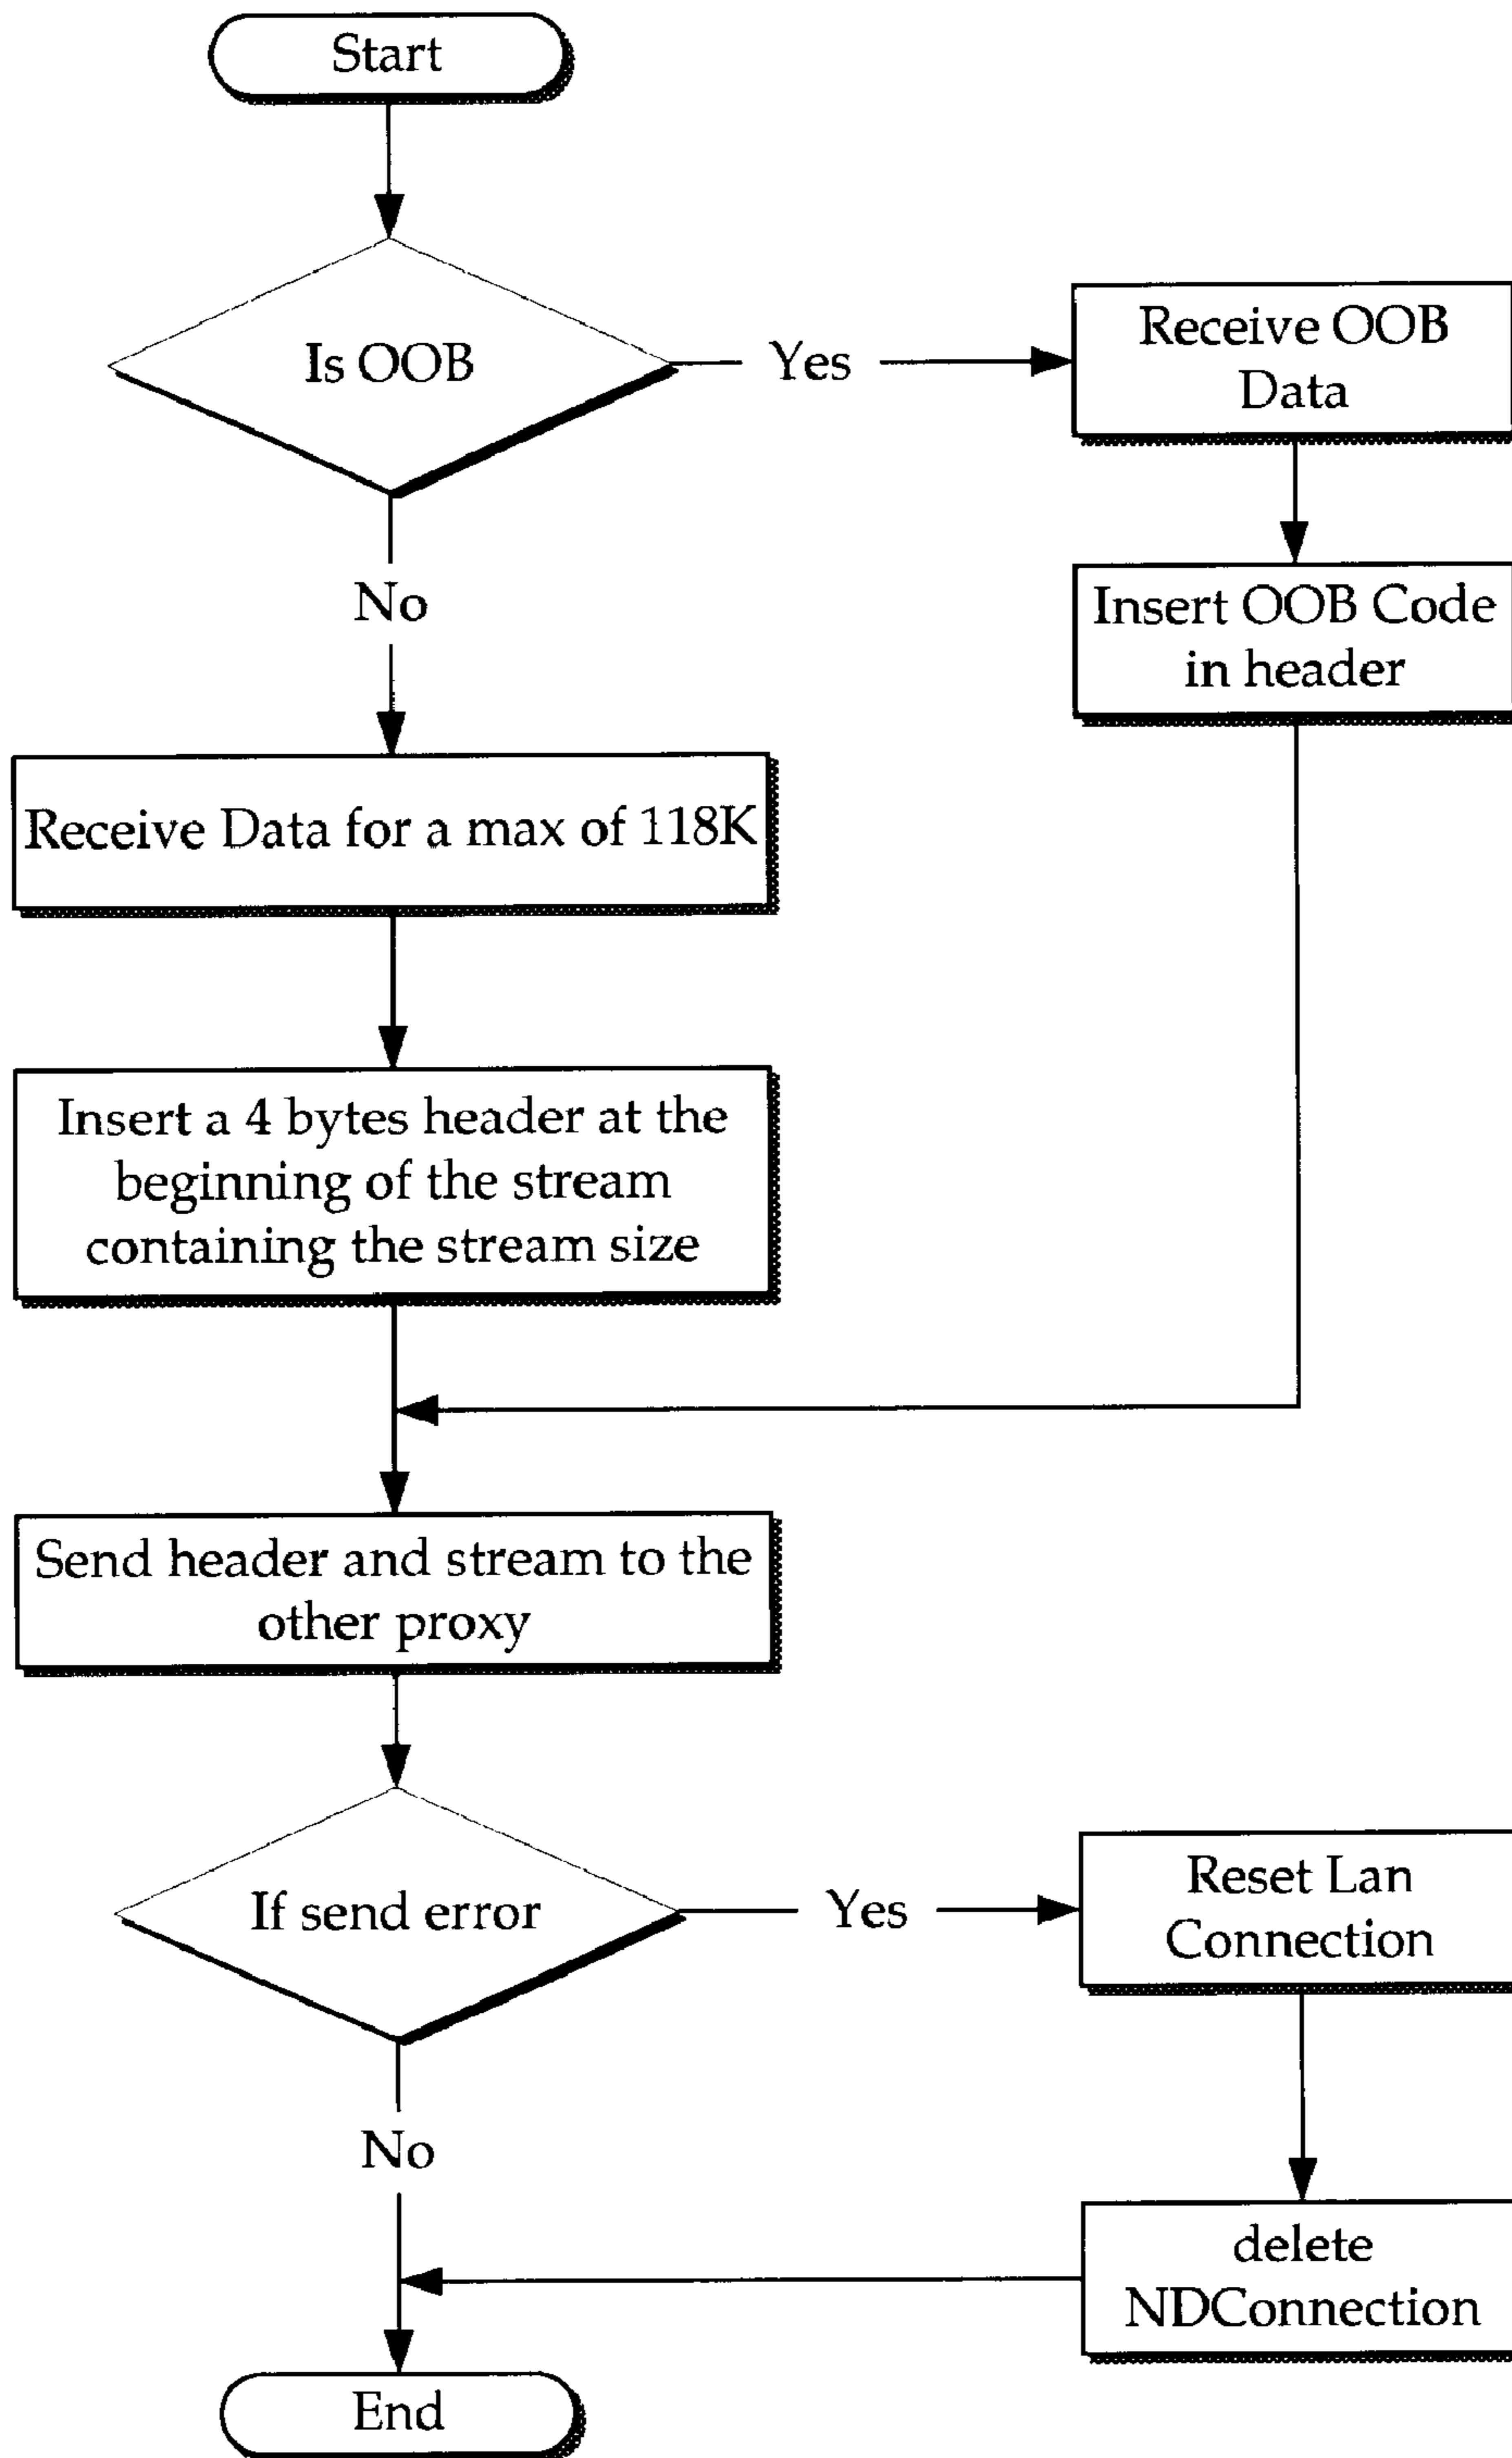 Start
Is OOB
Yes
Receive OOB
Data
Insert OOB Code
in header
No
Receive Data for a max of 118K
Insert a 4 bytes header at the
beginning of the stream
containing the stream size
Send header and stream to the
other proxy
If send error
Yes
Reset Lan
Connection
No
delete
NDConnection
End